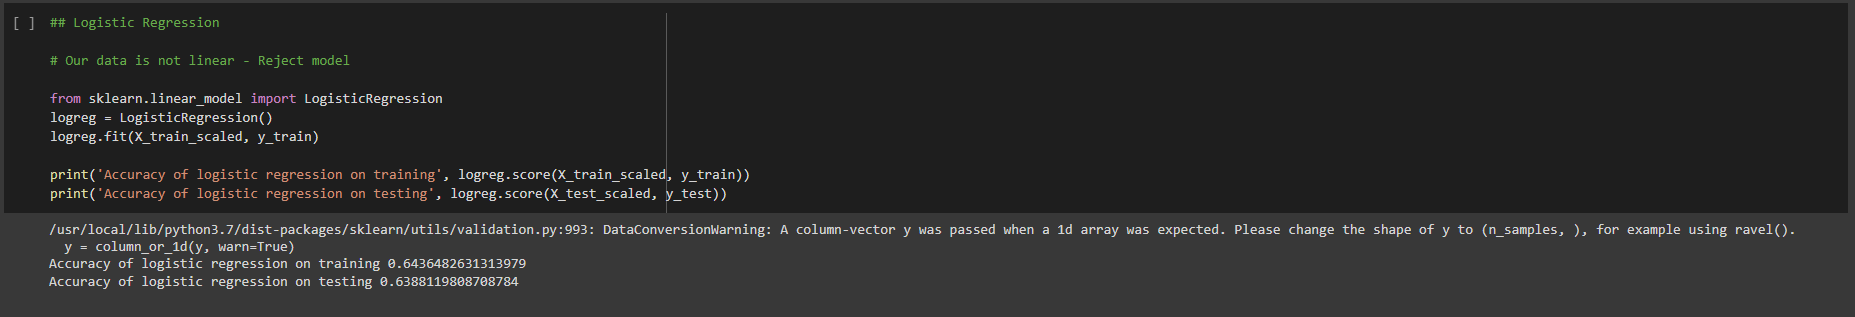 [ ] ## Logistic Regression
# Our data is not linear - Reject model
from sklearn.linear_model import LogisticRegression
logreg = LogisticRegression()
logreg.fit(X_train_scaled, y_train)
print('Accuracy of logistic regression on training', logreg.score(X_train_scaled, y_train))
print('Accuracy of logistic regression on testing', logreg.score(X_test_scaled, y_test))
/usr/local/lib/python3.7/dist-packages/sklearn/utils/validation.py:993: DataConversionWarning: A column-vector y was passed when a 1d array was expected. Please change the shape of y to (n_samples, ), for example using ravel().
  y = column_or_1d(y, warn=True)
Accuracy of logistic regression on training 0.6436482631313979
Accuracy of logistic regression on testing 0.6388119808708784